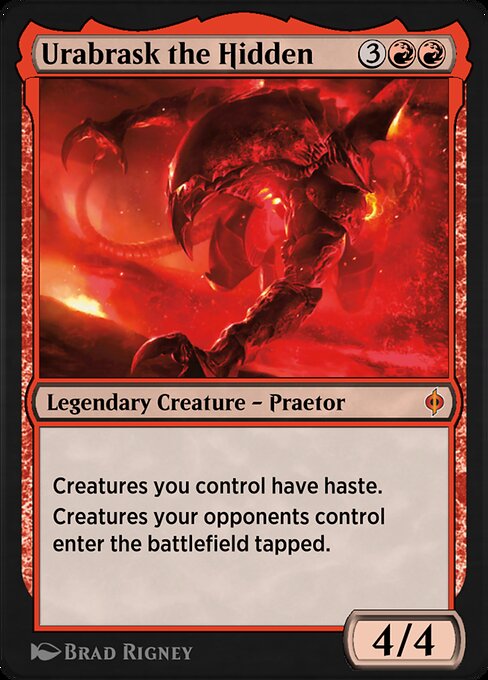 Urabrask the Hidden 3
Legendary Creature – Praetor
Creatures you control have haste.
Creatures your opponents control
enter the battlefield tapped.
4/4
BRAD RIGNEY